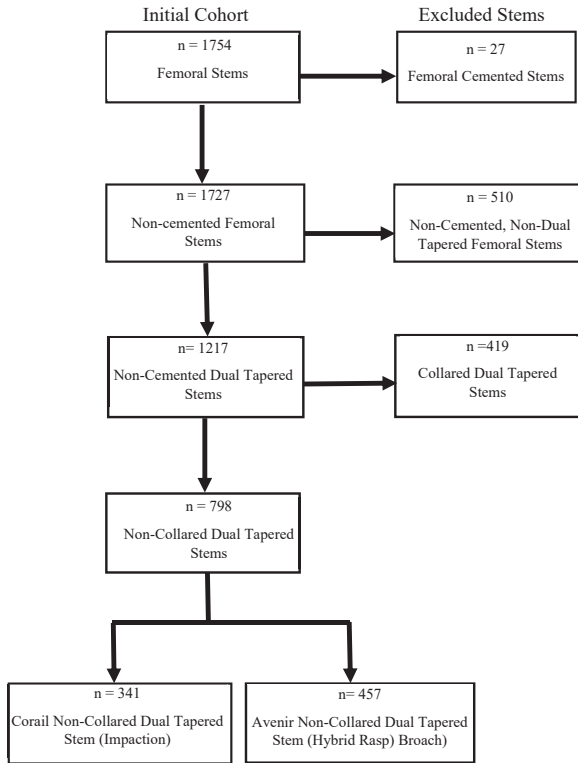 Initial Cohort
Excluded Stems
n = 1754
Femoral Stems
n = 27
Femoral Cemented Stems
n = 1727
Non-cemented Femoral
Stems
n = 510
Non-Cemented, Non-Dual
Tapered Femoral Stems
n= 1217
Non-Cemented Dual Tapered
Stems
n =419
Collared Dual Tapered
Stems
n = 798
Non-Collared Dual Tapered
Stems
n = 341
Corail Non-Collared Dual Tapered
Stem (Impaction)
n= 457
Avenir Non-Collared Dual Tapered
Stem (Hybrid Rasp) Broach)